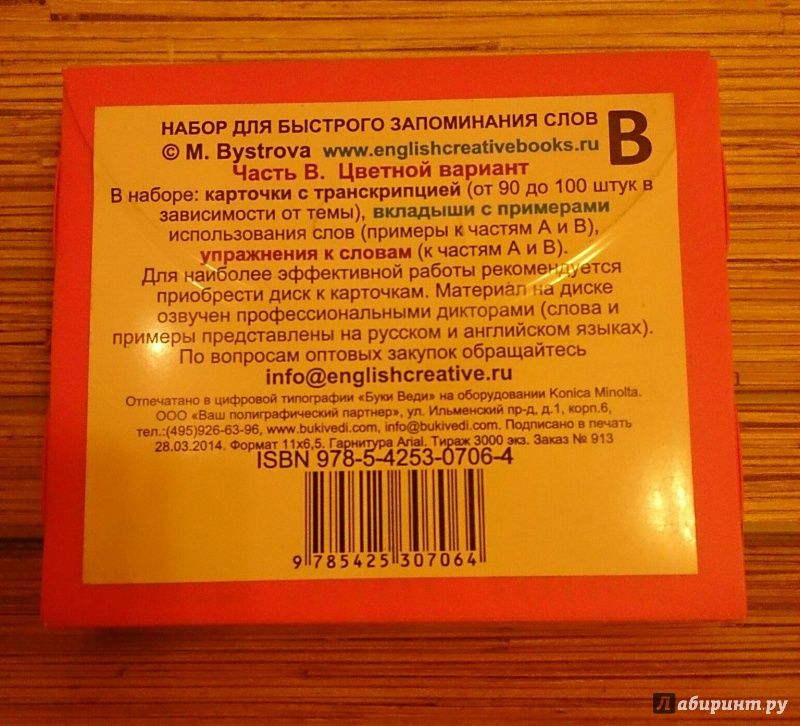 НАБОР ДЛЯ БЫСТРОГО ЗАПОМИНАНИЯ СЛОВ
B
© M. Bystrova www.englishcreativebooks.ru
Часть В. Цветной вариант
В наборе: карточки с транскрипцией (от 90 до 100 штук в
зависимости от темы), вкладыши с примерами
использования слов (примеры к частям А и В),
упражнения к словам (к частям А и В).
Для наиболее эффективной работы рекомендуется
приобрести диск к карточкам. Материал на диске
озвучен профессиональными дикторами (слова и
примеры представлены на русском и английском языках).
По вопросам оптовых закупок обращайтесь
info@englishcreative.ru
Отпечатано в цифровой типографии «Буки Веди» на оборудовании Konica Minolta.
ООО «Ваш полиграфический партнер», ул. Ильменский пр-д, д.1, корп.6,
тел.:(495)926-63-96, www.bukivedi.com, info@bukivedi.com. Подписано в печать
28.03.2014. Формат 11х6,5. Гарнитура Arial. Тираж 3000 экз. Заказ № 913
ISBN 978-5-4253-0706-4
9 785425 307064
Лабиринт.ру